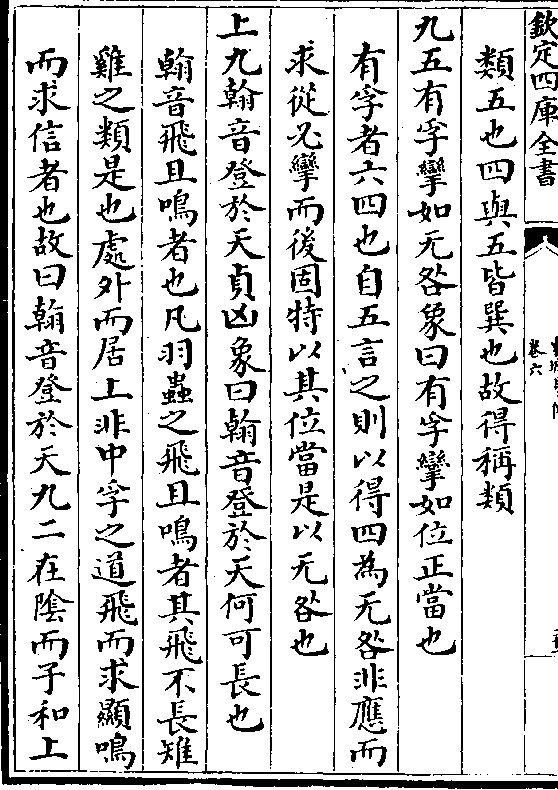 欽定四庫全書
卷六
類五也四與五皆巽也故得稱類
九五有孚攣如无咎象曰有孚攣如位正當也
有孚者六四也自五言之則以得四為无咎非應而
求從必攣而後固特以其位當是以无咎也
上九翰音登於天貞凶象曰翰音登於天何可長也
翰音飛且鳴者也凡羽蟲之飛且鳴者其飛不長雉
雞之類是也處外而居上非中孚之道飛而求顯鳴
而求信者也故曰翰音登於天九二在陰而子和上